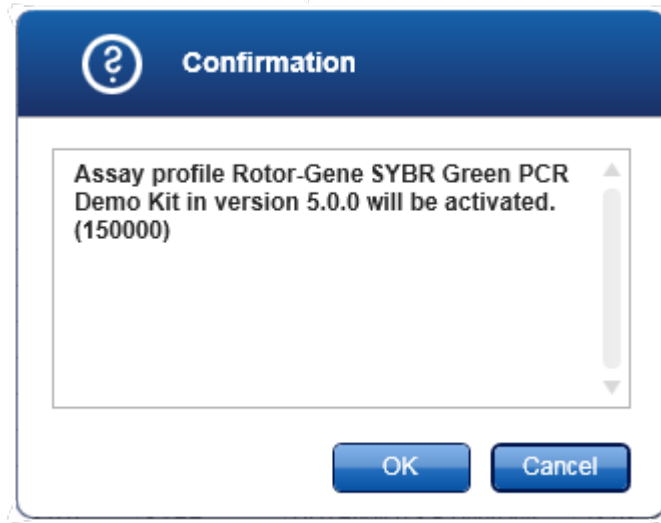 Confirmation
Assay profile Rotor-Gene SYBR Green PCR
Demo Kit in version 5.0.0 will be activated.
(150000)
OK
Cancel